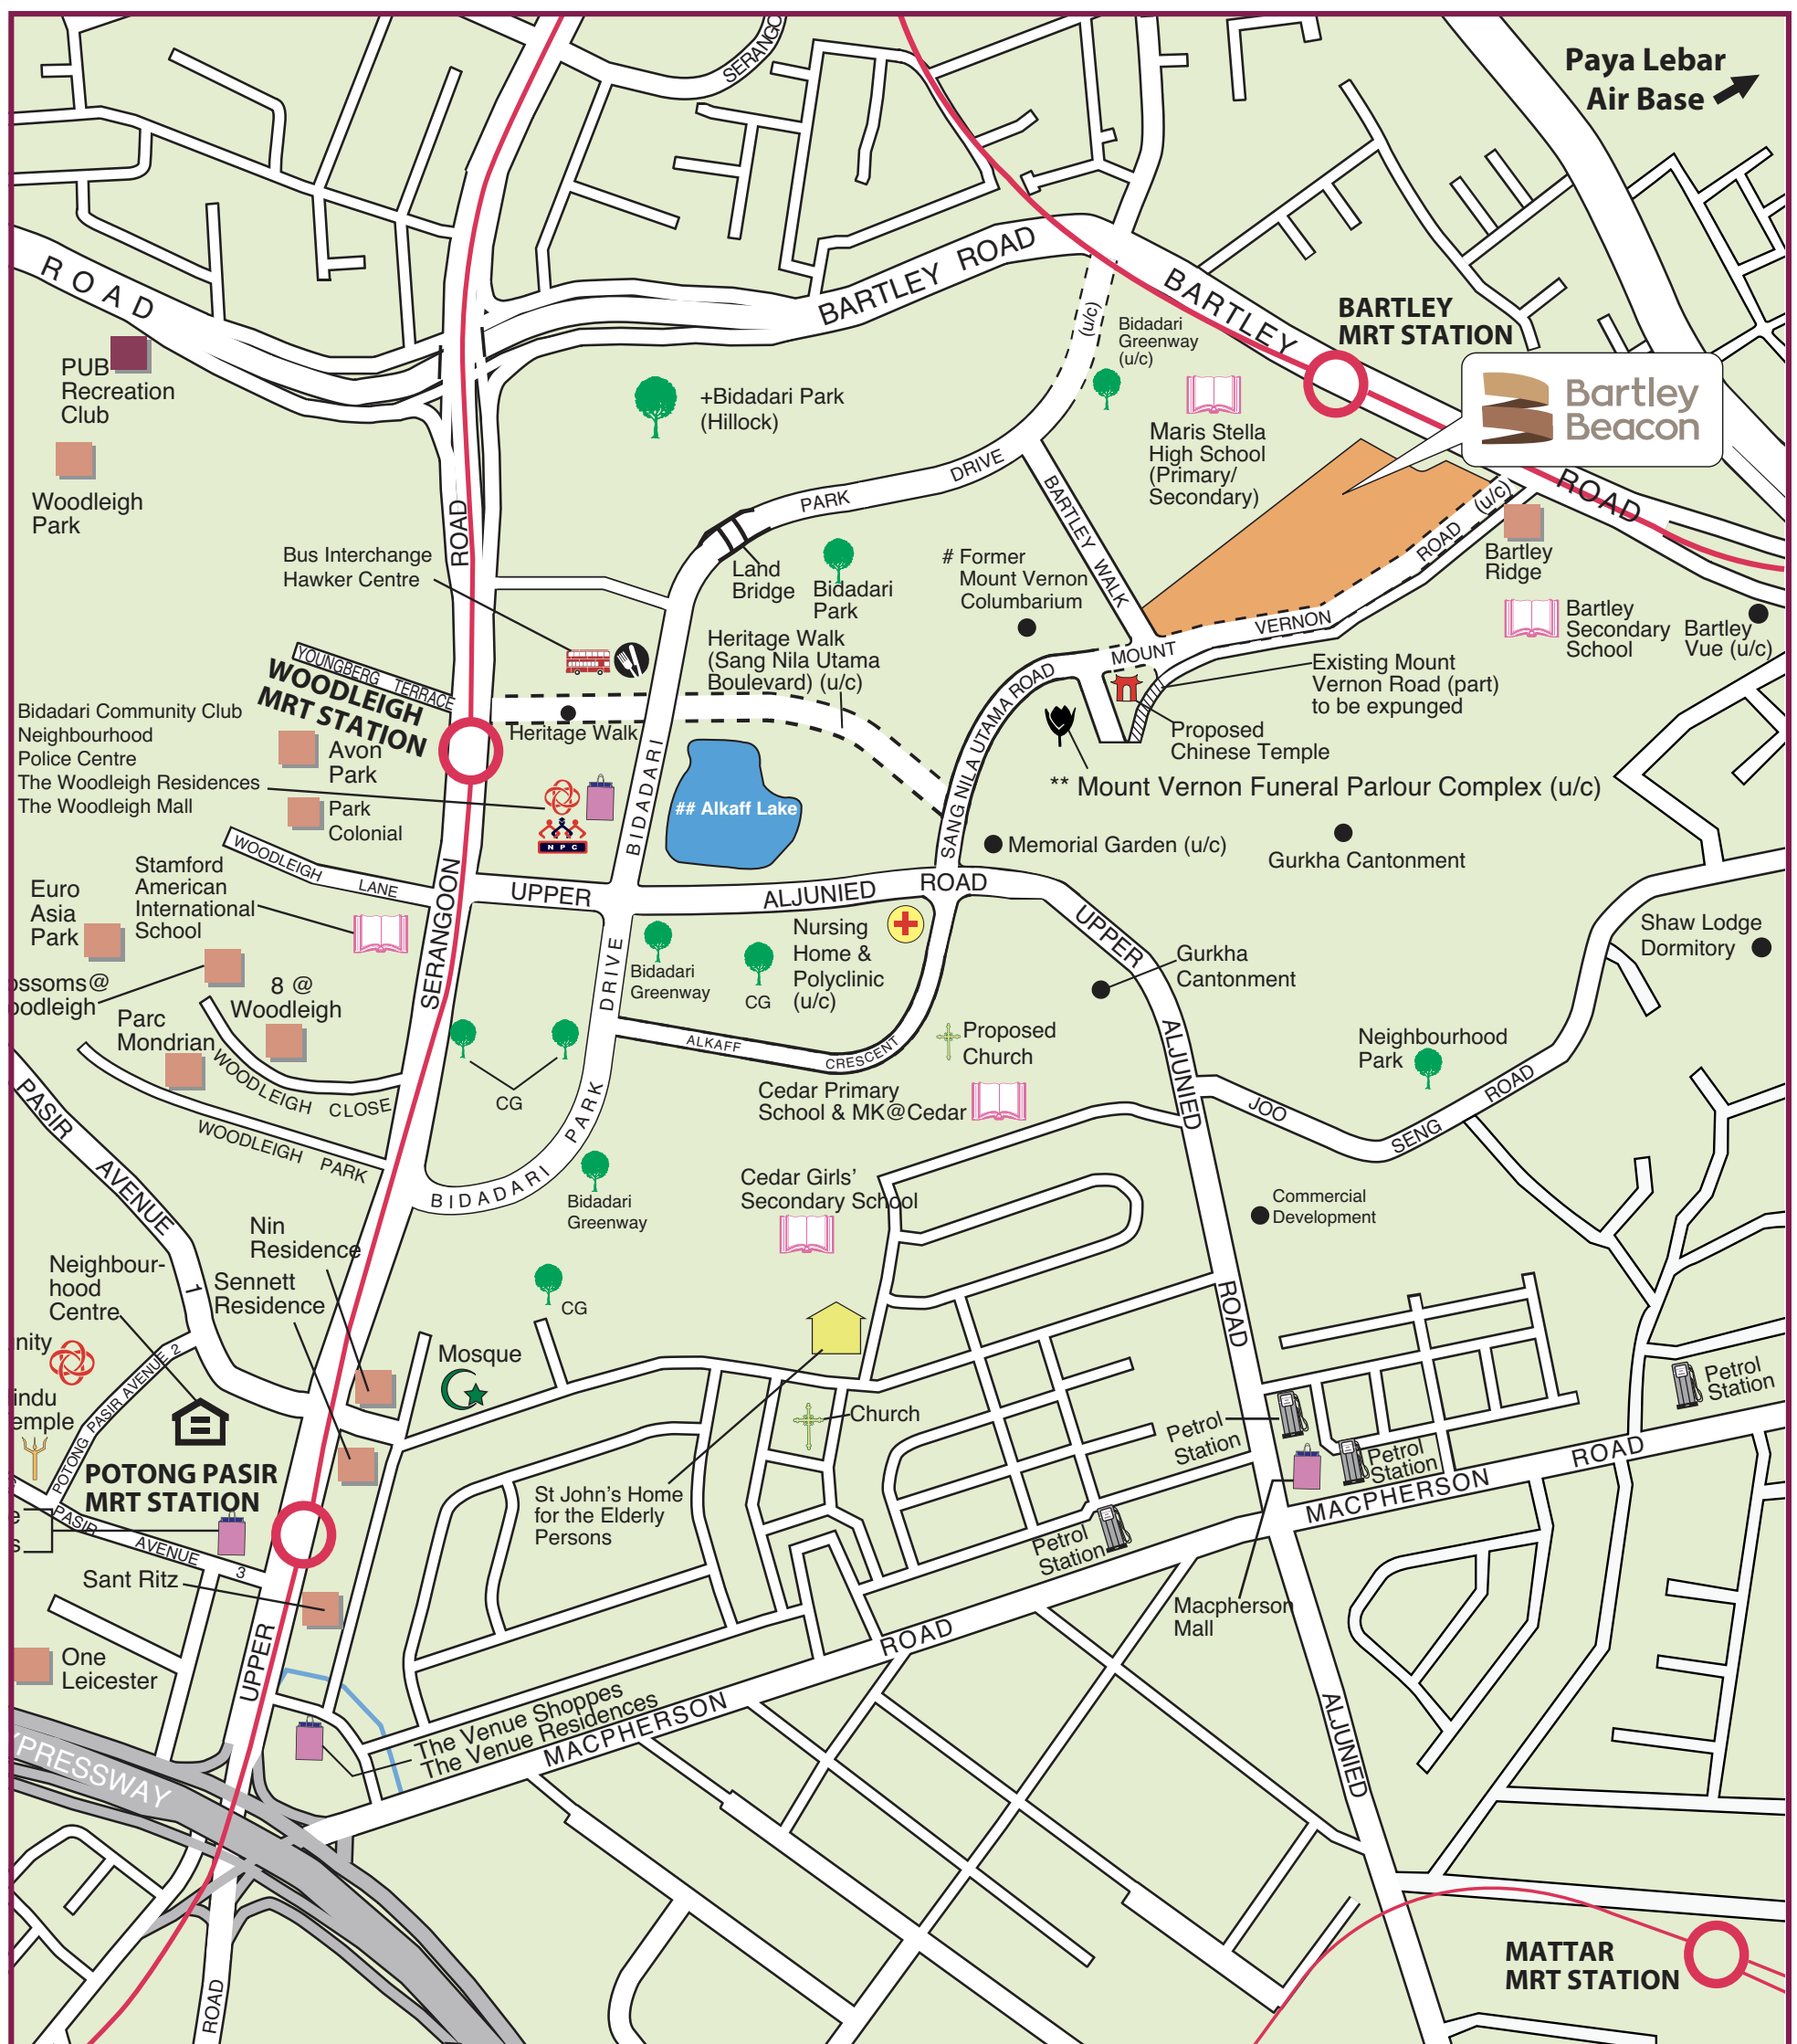 SERANGO
Paya Lebar
Air Base
ROAD
BARTLEY ROAD
BARTLEY
(u/c)
Bidadari
Greenway
(u/c)
BARTLEY
MRT STATION
Bartley
Beacon
PUB
Recreation
Club
+Bidadari Park
(Hillock)
Maris Stella
High School
(Primary/
Secondary)
Woodleigh
Park
ROAD
PARK
DRIVE
BARTLEY WALK
ROAD
(u/c)
ROAD
Bartley
Ridge
Bus Interchange
Hawker Centre
Land
Bridge
Bidadari
Park
# Former
Mount Vernon
Columbarium
Bartley
Secondary
School
Bartley
Vue (u/c)
YOUNGBERG TERRACE
WOODLEIGH
MRT STATION
Heritage Walk
(Sang Nila Utama
Boulevard) (u/c)
MOUNT
VERNON
Existing Mount
Vernon Road (part)
to be expunged
Proposed
Chinese Temple
Bidadari Community Club
Neighbourhood
Police Centre
The Woodleigh Residences
The Woodleigh Mall
Avon
Park
Park
Colonial
Heritage Walk
NPC
BIDADARI
## Alkaff Lake
SANG NILA UTAMA ROAD
** Mount Vernon Funeral Parlour Complex (u/c)
Memorial Garden (u/c)
Gurkha Cantonment
WOODLEIGH LANE
Stamford
American
International
School
Euro
Asia
Park
SERANGOON
UPPER
ALJUNIED
ROAD
UPPER
Nursing
Home &
Polyclinic
(u/c)
Bidadari
Greenway
CG
Gurkha
Cantonment
Shaw Lodge
Dormitory
ossoms@
oodleigh
8 @
Woodleigh
Parc
Mondrian
DRIVE
WOODLEIGH CLOSE
WOODLEIGH PARK
CG
ALKAFF
CRESCENT
Proposed
Church
ALJUNIED
Neighbourhood
Park
Cedar Primary
School & MK@Cedar
JOO
SENG
ROAD
PASIR
AVENUE
1
PARK
BIDADARI
Bidadari
Greenway
Cedar Girls'
Secondary School
Commercial
Development
Nin
Residence
Sennett
Residence
Neighbour-
hood
Centre
CG
ROAD
nity
indu
emple
POTONG PASIR AVENUE 2
Mosque
Church
Petrol
Station
Petrol
Station
Petrol
Station
POTONG PASIR
MRT STATION
e
s
PASIR
AVENUE
3
St John's Home
for the Elderly
Persons
Petrol
Station
MACPHERSON
ROAD
Sant Ritz
Macpherson
Mall
One
Leicester
UPPER
ROAD
The Venue Shoppes
The Venue Residences
MACPHERSON
ALJUNIED
XPRESSWAY
ROAD
MATTAR
MRT STATION